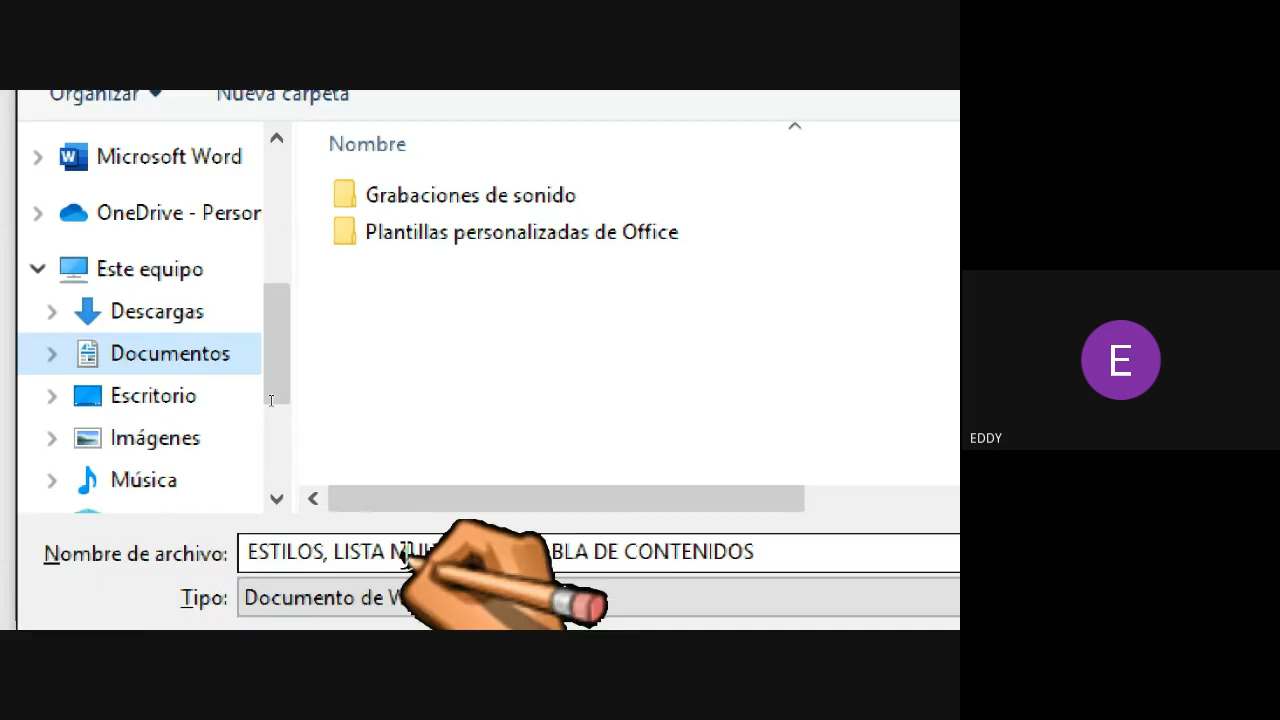 Organizar
Nueva carpeta
Microsoft Word
OneDrive - Person
Este equipo
Descargas
Documentos
Escritorio
Imágenes
Música
Nombre
Grabaciones de sonido
Plantillas personalizadas de Office
Nombre de archivo: ESTILOS, LISTA DE CONTENIDOS
Tipo: Documento de
E
EDDY